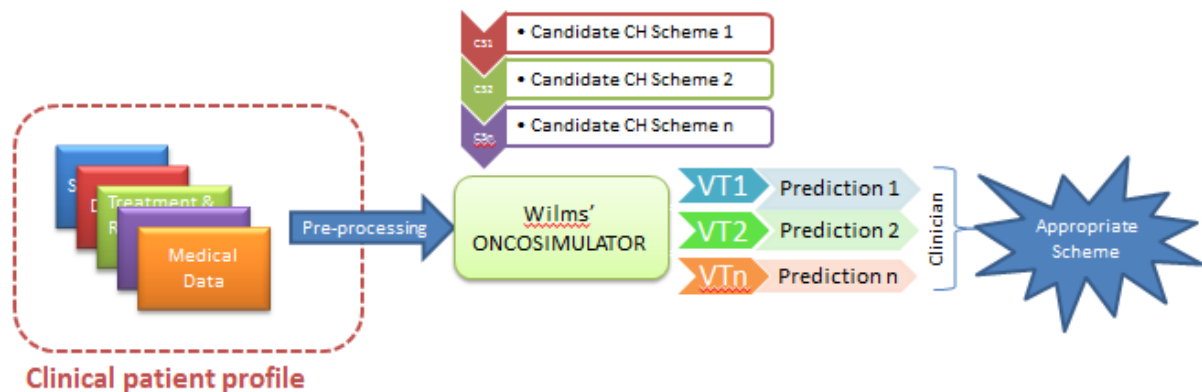 CS1
• Candidate CH Scheme 1
CS2
• Candidate CH Scheme 2
CSn
• Candidate CH Scheme n
Treatment &
Medical
Data
Clinical patient profile
Pre-processing
Wilms'
ONCOSIMULATOR
VT1
Prediction 1
VT2
Prediction 2
VTn
Prediction n
Clinician
Appropriate
Scheme